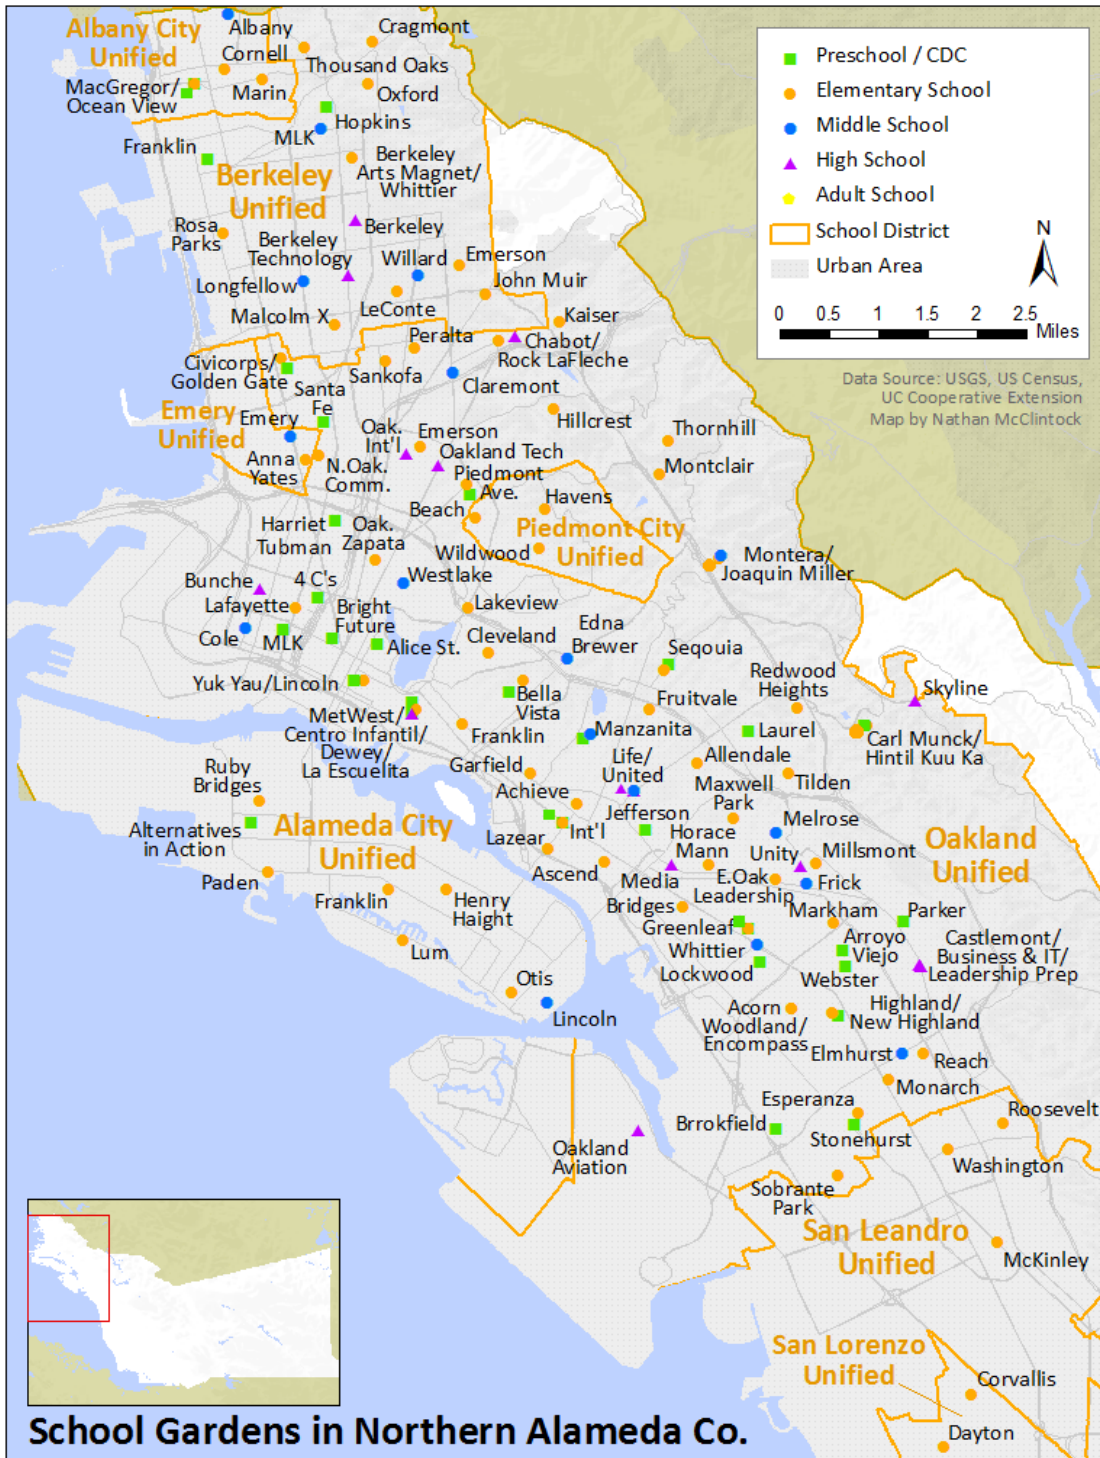 Albany City
Unified
Albany
Cornell
Cragmont
Thousand Oaks
MacGregor/
Ocean View
Marin
Oxford
Hopkins
MLK
Franklin
Berkeley
Arts Magnet/
Whittier
Berkeley
Unified
Rosa
Parks
Berkeley
Berkeley
Technology
Willard
Emerson
Longfellow
John Muir
LeConte
Malcolm X
Kaiser
Peralta
Chabot/
Rock LaFleche
Civicorps/
Golden Gate
Sankofa
Claremont
Santa
Fe
Emery
Unified
Emery
Hillcrest
Oak.
Int'l
Emerson
Oakland Tech
Thornhill
Anna
Yates
N.Oak.
Comm.
Piedmont
Ave.
Montclair
Beach
Havens
Harriet
Tubman
Oak.
Zapata
Piedmont City
Unified
Wildwood
Montera/
Joaquin Miller
Bunche
4 C's
Westlake
Lafayette
Bright
Future
Lakeview
Cole
MLK
Alice St.
Cleveland
Edna
Brewer
Seqouia
Redwood
Heights
Skyline
Yuk Yau/Lincoln
Bella
Vista
Fruitvale
MetWest/
Centro Infantil/
Dewey/
La Escuelita
Franklin
Manzanita
Laurel
Carl Munck/
Hintil Kuu Ka
Garfield
Life/
United
Allendale
Ruby
Bridges
Achieve
Maxwell
Park
Tilden
Alternatives
in Action
Alameda City
Unified
Lazear
Int'l
Jefferson
Horace
Mann
Melrose
Oakland
Unified
Paden
Ascend
Media
Unity
Millsmont
Franklin
Henry
Haight
E.Oak
Leadership
Frick
Bridges
Greenleaf
Markham
Parker
Lum
Whittier
Lockwood
Arroyo
Viejo
Webster
Castlemont/
Business & IT/
Leadership Prep
Otis
Lincoln
Acorn
Woodland/
Encompass
Highland/
New Highland
Elmhurst
Reach
Monarch
Esperanza
Roosevelt
Brrokfield
Stonehurst
Oakland
Aviation
Washington
Sobrante
Park
San Leandro
Unified
McKinley
San Lorenzo
Unified
Corvallis
Dayton
Preschool / CDC
Elementary School
Middle School
High School
Adult School
School District
Urban Area
N
0 0.5 1 1.5 2 2.5
Miles
Data Source: USGS, US Census,
UC Cooperative Extension
Map by Nathan McClintock
School Gardens in Northern Alameda Co.